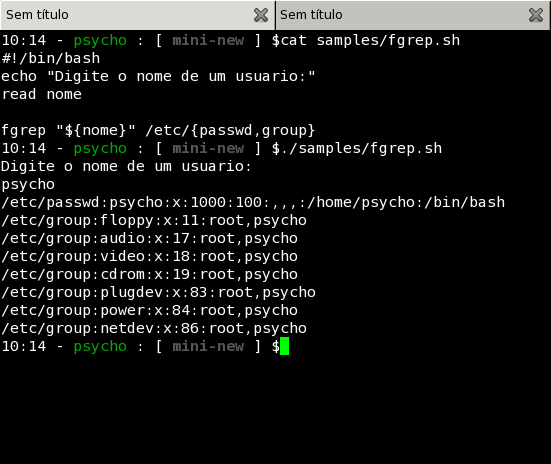 Sem título
Sem título
10:14 - psycho : [ mini-new ] $cat samples/fgrep.sh
#!/bin/bash
echo "Digite o nome de um usuario:"
read nome
fgrep "${nome}" /etc/{passwd,group}
10:14 - psycho : [ mini-new ] $./samples/fgrep.sh
Digite o nome de um usuario:
psycho
/etc/passwd:psycho:x:1000:100:,,,:/home/psycho:/bin/bash
/etc/group:floppy:x:11:root,psycho
/etc/group:audio:x:17:root,psycho
/etc/group:video:x:18:root,psycho
/etc/group:cdrom:x:19:root,psycho
/etc/group:plugdev:x:83:root,psycho
/etc/group:power:x:84:root,psycho
/etc/group:netdev:x:86:root,psycho
10:14 - psycho : [ mini-new ] $